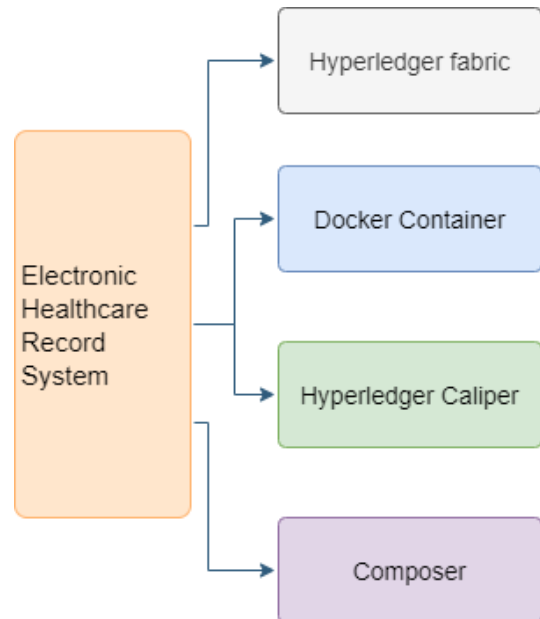 Hyperledger fabric
Electronic
Healthcare
Record
System
Docker Container
Hyperledger Caliper
Composer